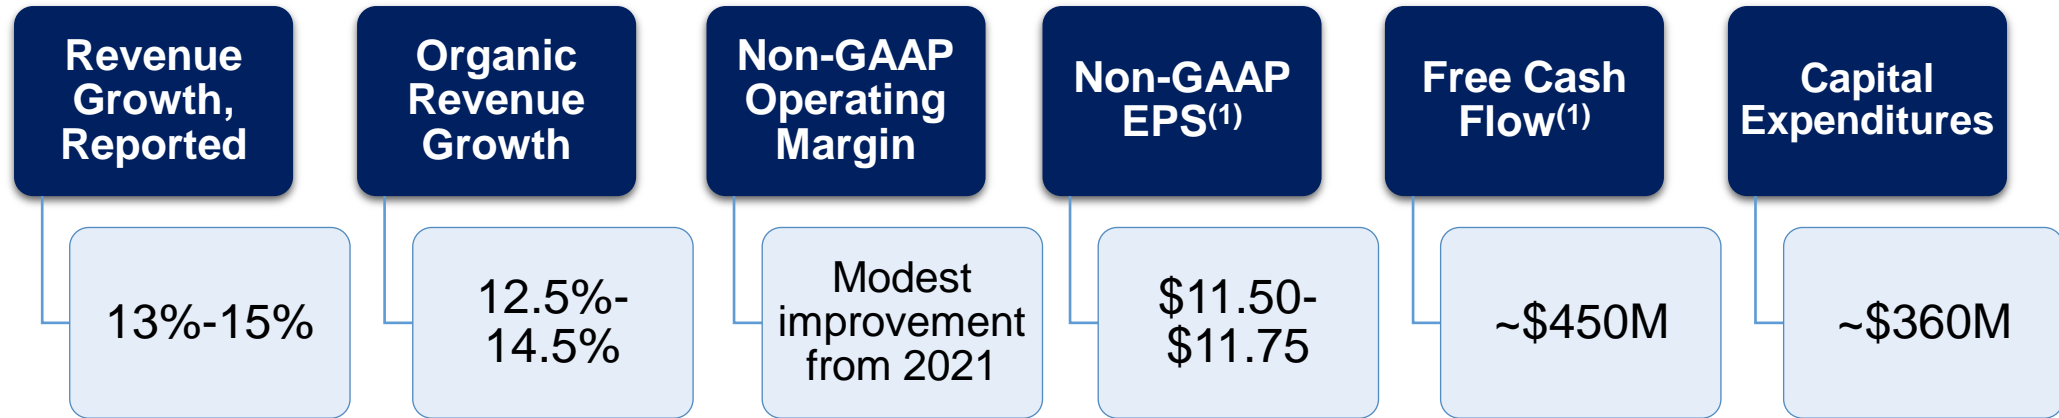 Revenue
Growth,
Reported
Organic
Revenue
Growth
Non-GAAP
Operating
Margin
Non-GAAP
EPS(1)
Free Cash
Flow(1)
Capital
Expenditures
13%-15%
12.5%-
14.5%
Modest
improvement
from 2021
$11.50-
$11.75
~$450M
~$360M